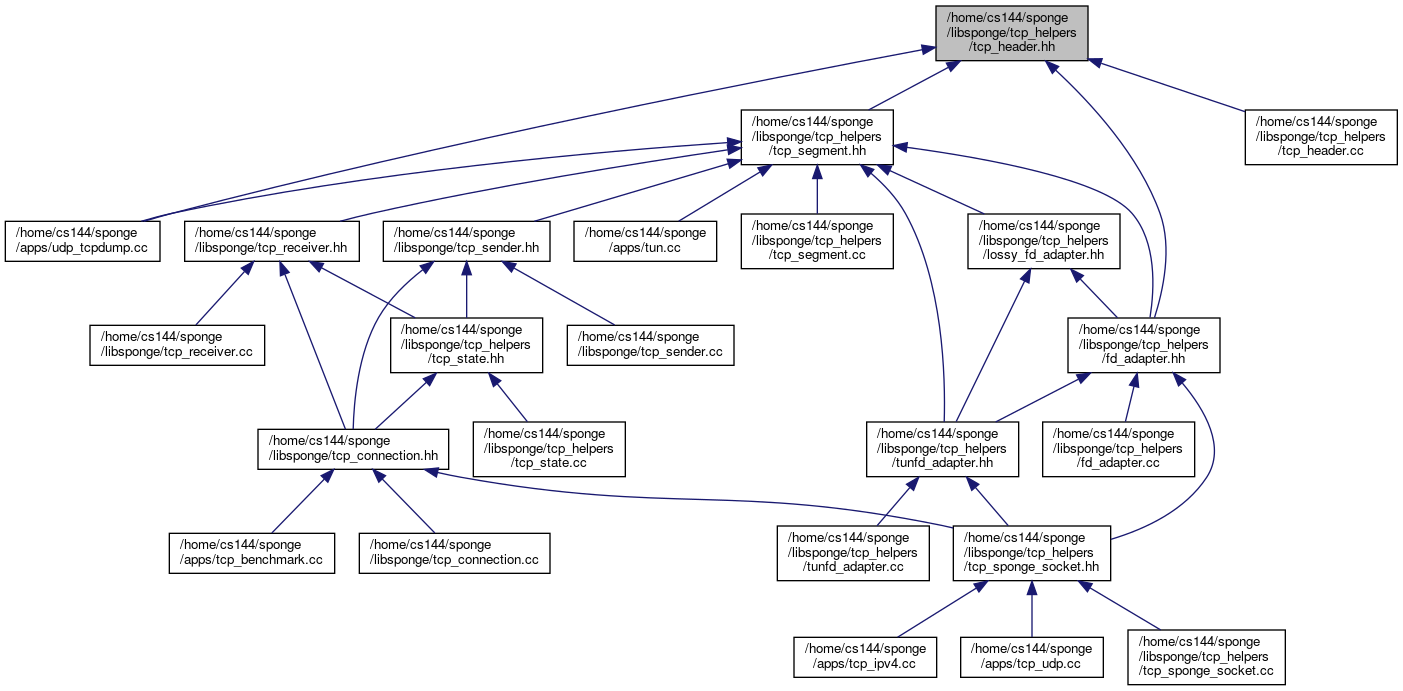 /home/cs144/sponge
/libsponge/tcp_helpers
/tcp_header.hh
/home/cs144/sponge
/libsponge/tcp_helpers
/tcp_segment.hh
/home/cs144/sponge
/libsponge/tcp_helpers
/tcp_header.cc
/home/cs144/sponge
/apps/udp_tcpdump.cc
/home/cs144/sponge
/libsponge/tcp_receiver.hh
/home/cs144/sponge
/libsponge/tcp_sender.hh
/home/cs144/sponge
/apps/tun.cc
/home/cs144/sponge
/libsponge/tcp_helpers
/tcp_segment.cc
/home/cs144/sponge
/libsponge/tcp_helpers
/lossy_fd_adapter.hh
/home/cs144/sponge
/libsponge/tcp_receiver.cc
/home/cs144/sponge
/libsponge/tcp_helpers
/tcp_state.hh
/home/cs144/sponge
/libsponge/tcp_sender.cc
/home/cs144/sponge
/libsponge/tcp_helpers
/fd_adapter.hh
/home/cs144/sponge
/libsponge/tcp_connection.hh
/home/cs144/sponge
/libsponge/tcp_helpers
/tcp_state.cc
/home/cs144/sponge
/libsponge/tcp_helpers
/tunfd_adapter.hh
/home/cs144/sponge
/libsponge/tcp_helpers
/fd_adapter.cc
/home/cs144/sponge
/apps/tcp_benchmark.cc
/home/cs144/sponge
/libsponge/tcp_connection.cc
/home/cs144/sponge
/libsponge/tcp_helpers
/tunfd_adapter.cc
/home/cs144/sponge
/libsponge/tcp_helpers
/tcp_sponge_socket.hh
/home/cs144/sponge
/apps/tcp_ipv4.cc
/home/cs144/sponge
/apps/tcp_udp.cc
/home/cs144/sponge
/libsponge/tcp_helpers
/tcp_sponge_socket.cc